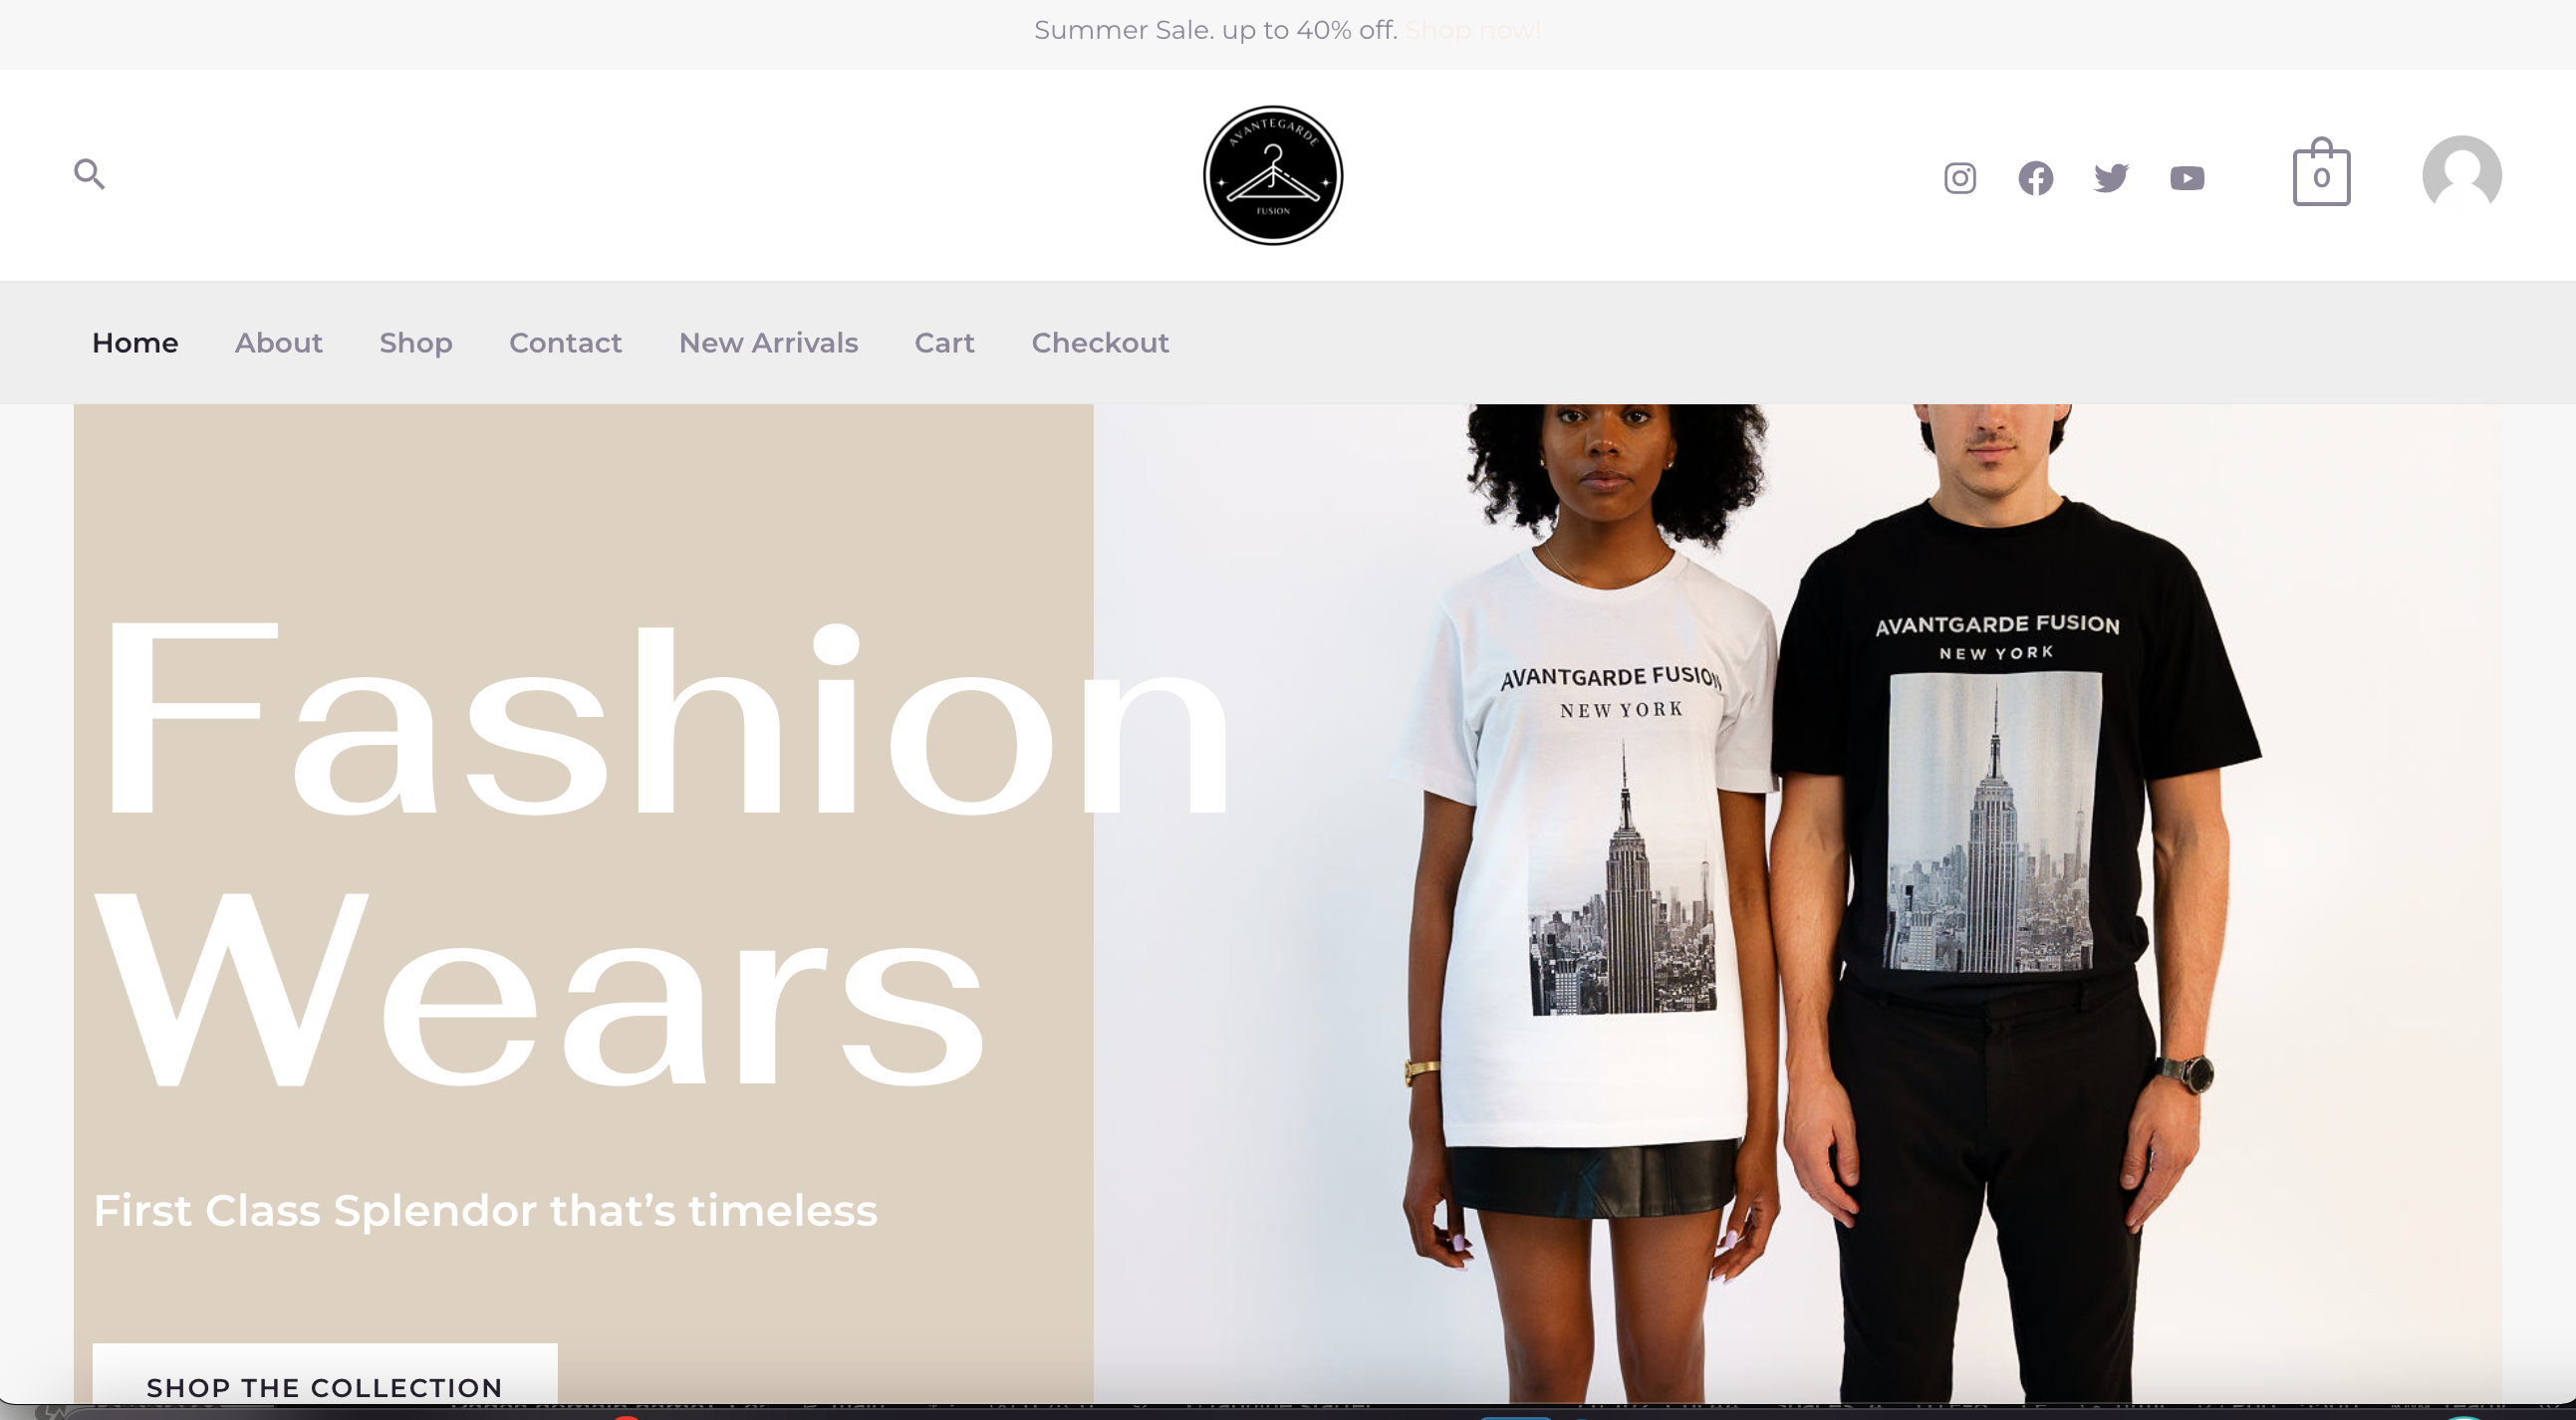 Summer Sale. up to 40% off. Shop now!
AVANTEGARDE
FUSION
0
Home About Shop Contact New Arrivals Cart Checkout
Fashion
Wears
First Class Splendor that’s timeless
SHOP THE COLLECTION
AVANTGARDE FUSION
NEW YORK
AVANTGARDE FUSION
NEW YORK